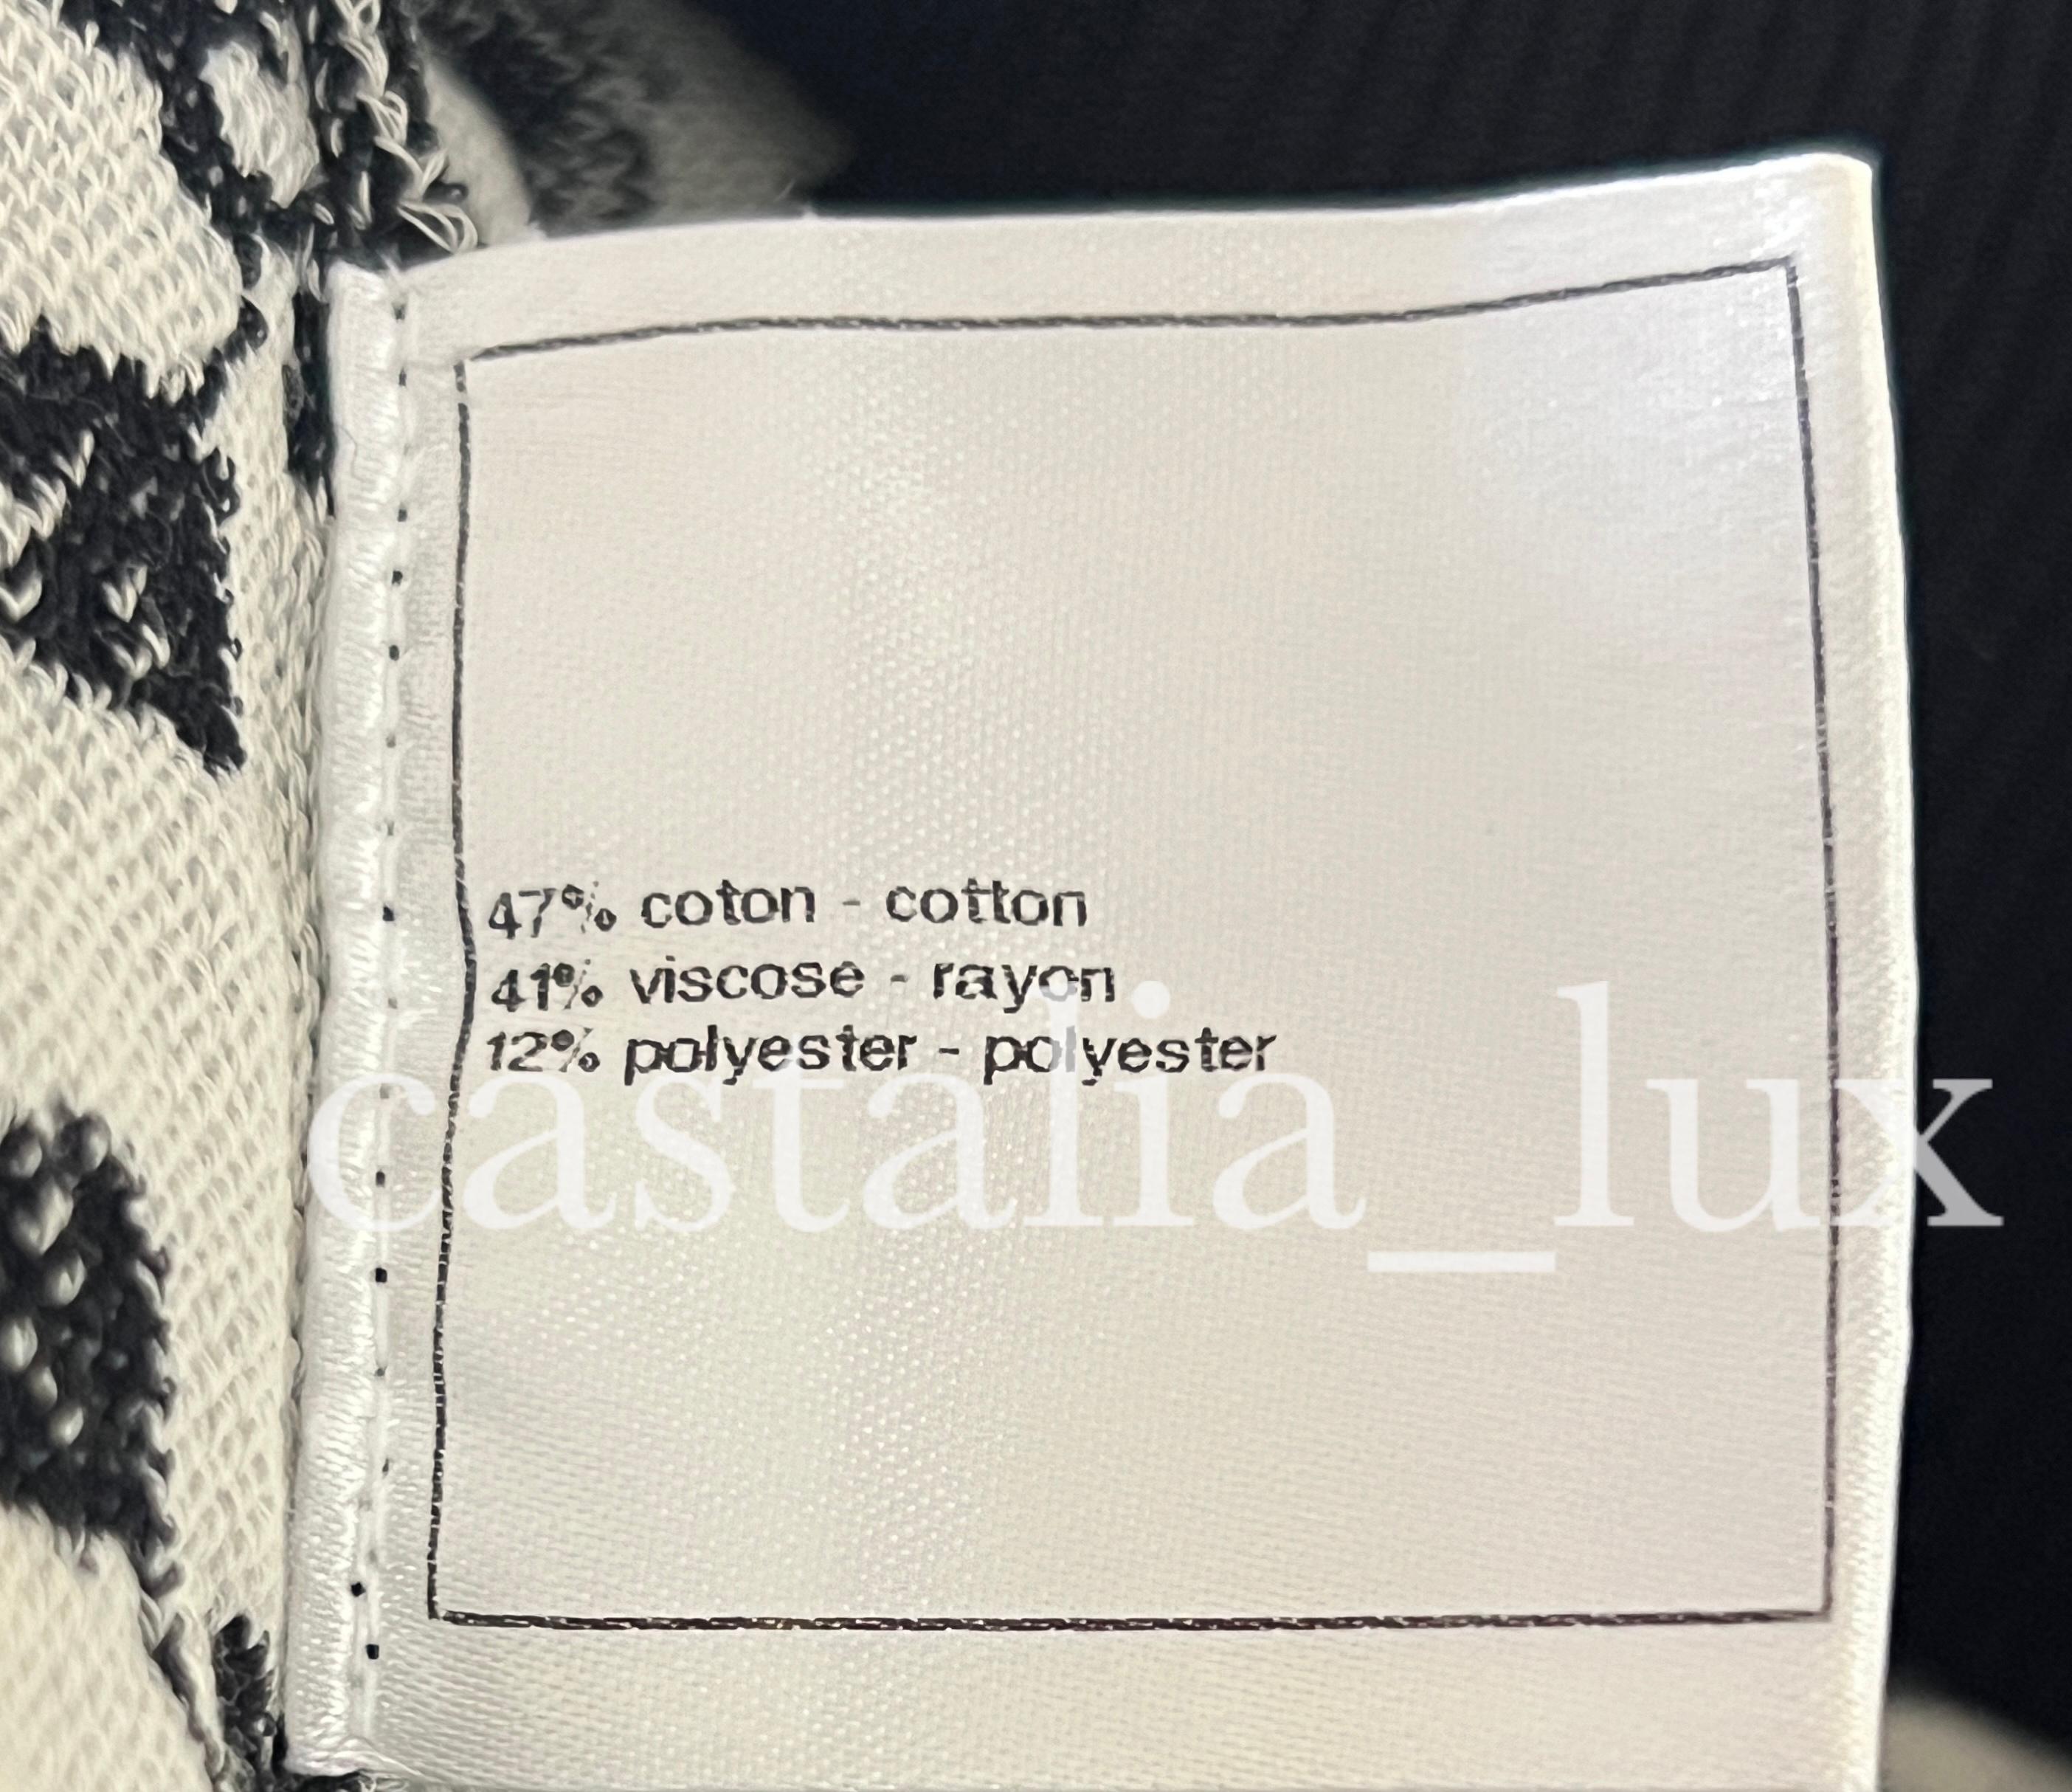 47% coton - cotton
41% viscose - rayon
12% polyester - polyester
castalia_lux